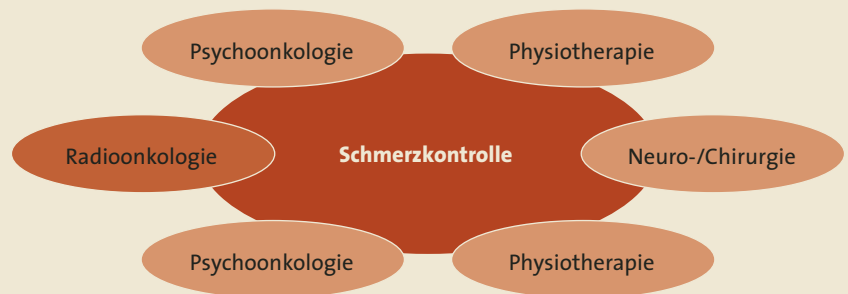 Psychoonkologie
Physiotherapie
Radioonkologie
Schmerzkontrolle
Neuro-/Chirurgie
Psychoonkologie
Physiotherapie